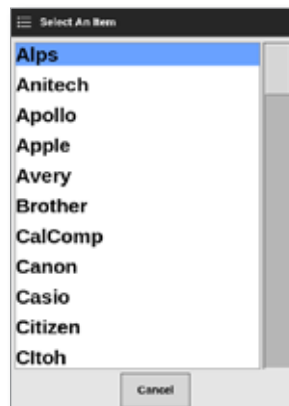 Select An Item
Alps
Anitech
Apollo
Apple
Avery
Brother
CalComp
Canon
Casio
Citizen
CItoh
Cancel